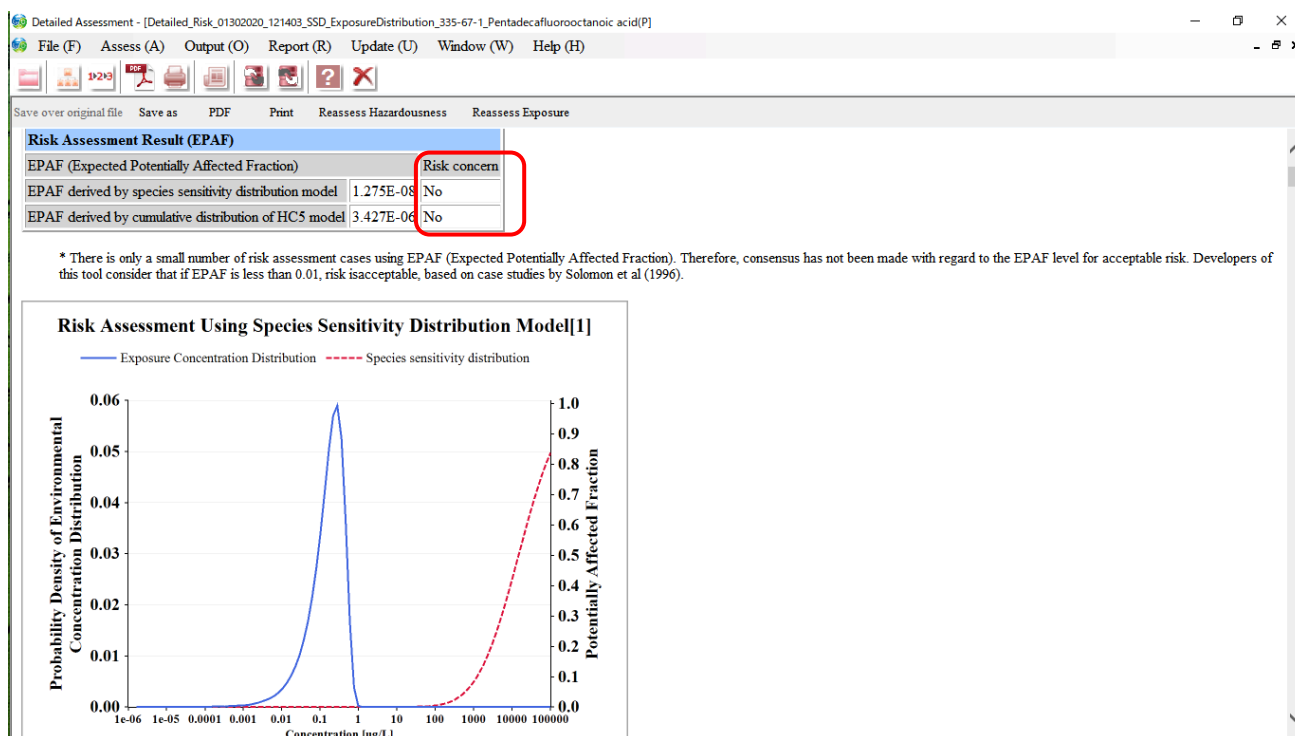 Detailed Assessment - [Detailed_Risk_01302020_121403_SSD_ExposureDistribution_335-67-1_Pentadecafluorooctanoic acid(P]
File (F) Assess (A) Output (O) Report (R) Update (U) Window (W) Help (H)
1▸2▸3 PDF ?
Save over original file Save as PDF Print Reassess Hazardousness Reassess Exposure
Risk Assessment Result (EPAF)
EPAF (Expected Potentially Affected Fraction) Risk concern
EPAF derived by species sensitivity distribution model 1.275E-08 No
EPAF derived by cumulative distribution of HC5 model 3.427E-06 No
* There is only a small number of risk assessment cases using EPAF (Expected Potentially Affected Fraction). Therefore, consensus has not been made with regard to the EPAF level for acceptable risk. Developers of
this tool consider that if EPAF is less than 0.01, risk isacceptable, based on case studies by Solomon et al (1996).
Risk Assessment Using Species Sensitivity Distribution Model[1]
Exposure Concentration Distribution Species sensitivity distribution
Probability Density of Environmental
Concentration Distribution
0.06
0.05
0.04
0.03
0.02
0.01
0.00
1.0
0.9
0.8
0.7
0.6
0.5
0.4
0.3
0.2
0.1
0.0
Potentially Affected Fraction
1e-06 1e-05 0.0001 0.001 0.01 0.1 1 10 100 1000 10000 100000
Concentration [ug/L]